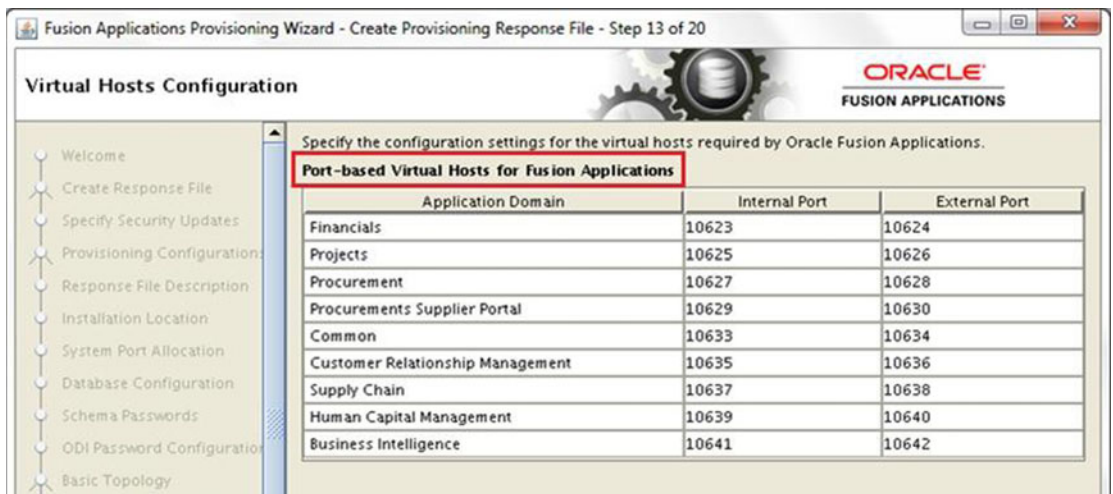 Fusion Applications Provisioning Wizard - Create Provisioning Response File - Step 13 of 20
Virtual Hosts Configuration
ORACLE
FUSION APPLICATIONS
Welcome
Create Response File
Specify Security Updates
Provisioning Configurations
Response File Description
Installation Location
System Port Allocation
Database Configuration
Schema Passwords
ODI Password Configuration
Basic Topology
Specify the configuration settings for the virtual hosts required by Oracle Fusion Applications.
Port-based Virtual Hosts for Fusion Applications
Application Domain Internal Port External Port
Financials 10623 10624
Projects 10625 10626
Procurement 10627 10628
Procurements Supplier Portal 10629 10630
Common 10633 10634
Customer Relationship Management 10635 10636
Supply Chain 10637 10638
Human Capital Management 10639 10640
Business Intelligence 10641 10642